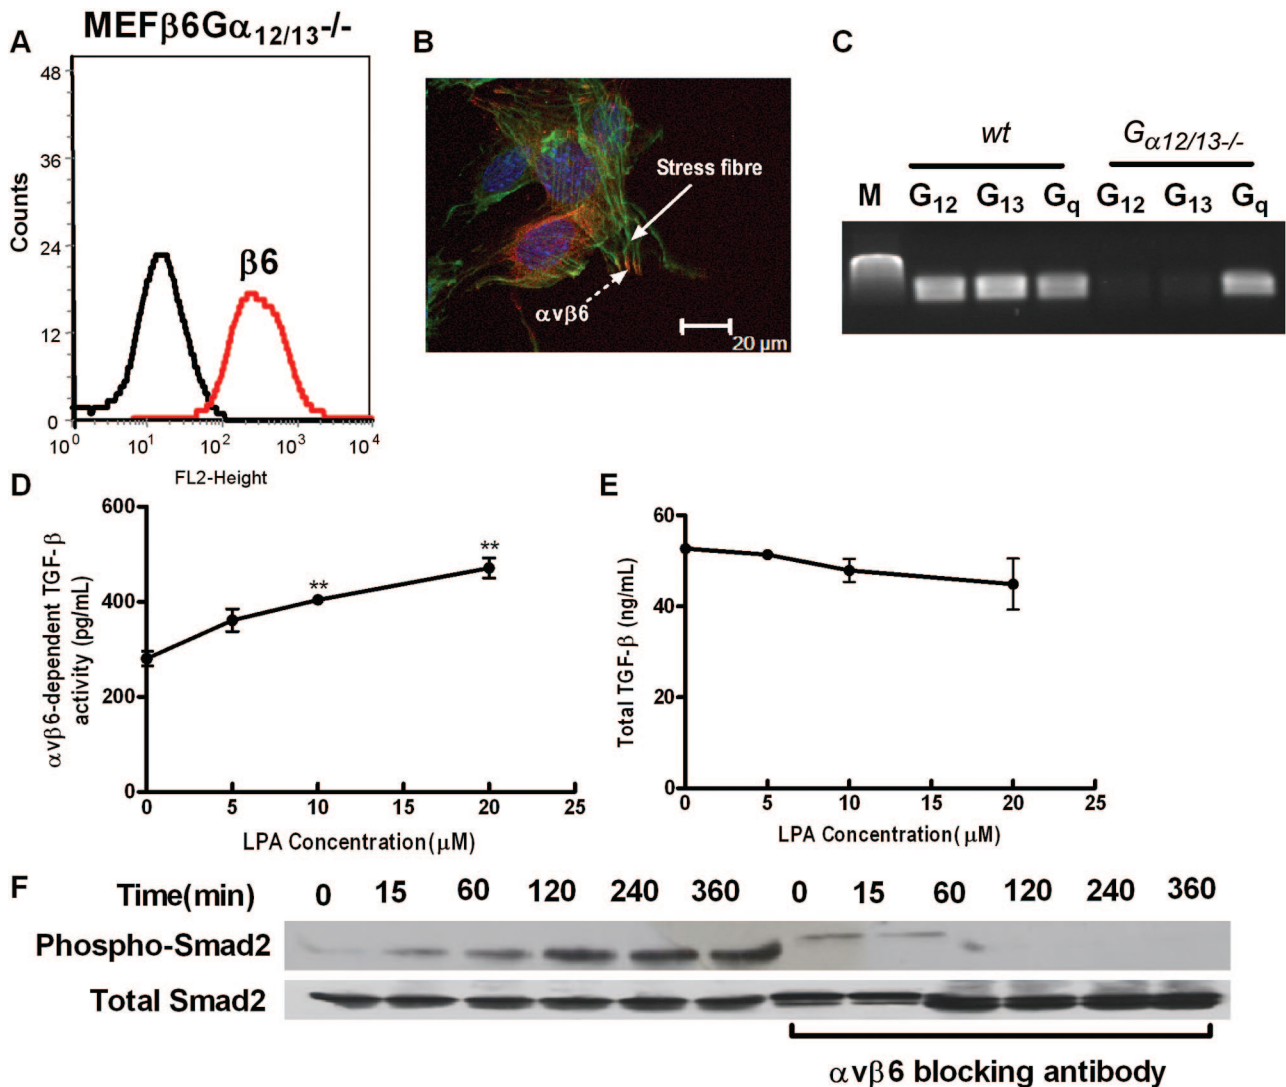 A
MEFβ6Gα12/13-/-
48
36
24
12
0
Counts
β6
10^0 10^1 10^2 10^3 10^4
FL2-Height
B
Stress fibre
αvβ6
20 μm
C
wt Gα12/13-/-
M G12 G13 Gq G12 G13 Gq
D
600
400
200
0
αvβ6-dependent TGF-β
activity (pg/mL)
**
**
0 5 10 15 20 25
LPA Concentration(μM)
E
60
40
20
0
Total TGF-β (ng/mL)
0 5 10 15 20 25
LPA Concentration(μM)
F
Time(min) 0 15 60 120 240 360 0 15 60 120 240 360
Phospho-Smad2
Total Smad2
αvβ6 blocking antibody